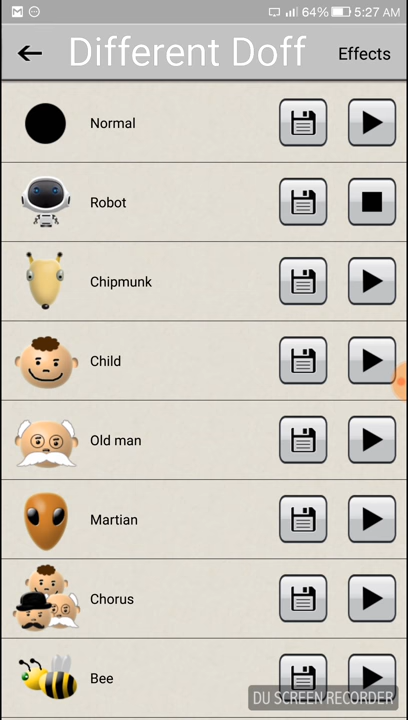 64% 5:27 AM
Different Doff
Effects
Normal
Robot
Chipmunk
Child
Old man
Martian
Chorus
Bee
DU SCREEN RECORDER